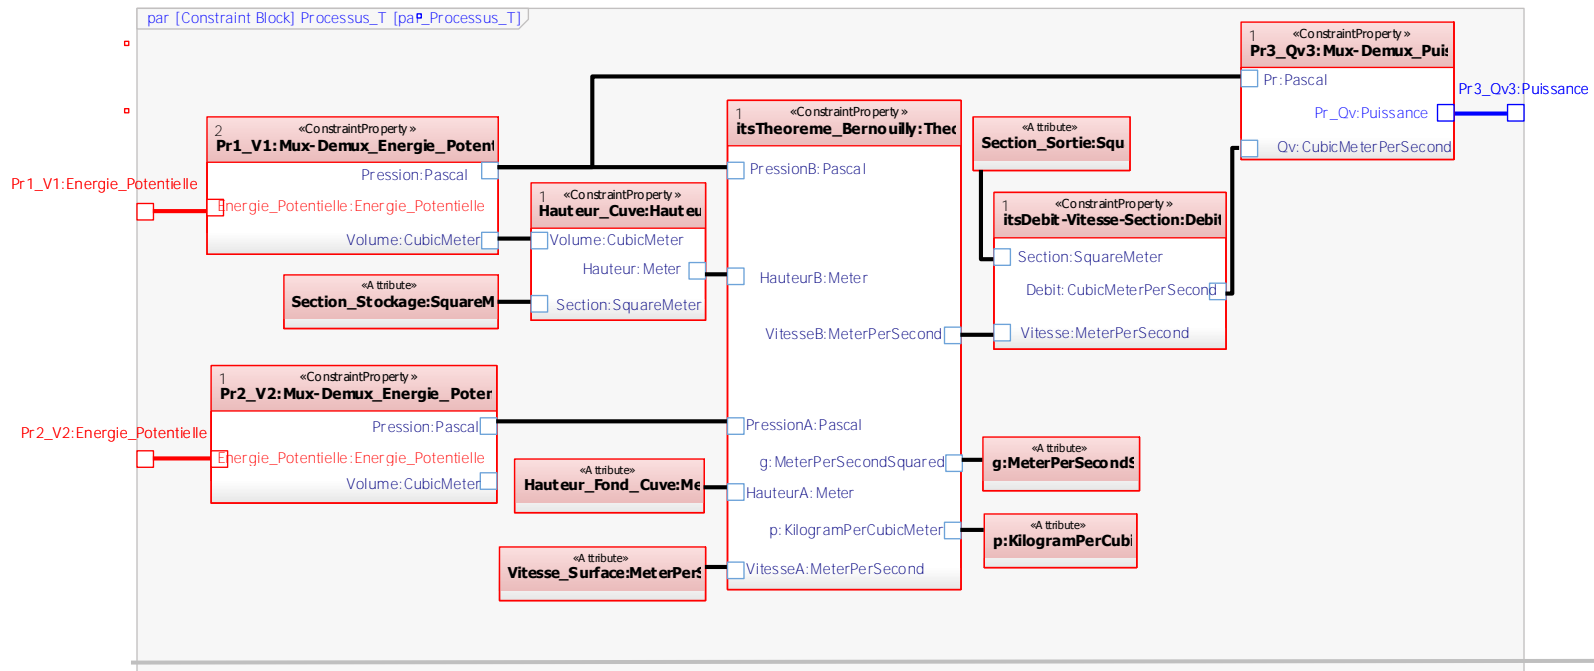 par [Constraint Block] Processus_T [par_Processus_T]
1
«ConstraintProperty»
Pr3_Qv3:Mux-Demux_Puis
Pr:Pascal
Pr_Qv:Puissance
Qv:CubicMeterPerSecond
Pr3_Qv3:Puissance
2
«ConstraintProperty»
Pr1_V1:Mux-Demux_Energie_Potent
Pression:Pascal
Energie_Potentielle:Energie_Potentielle
Volume:CubicMeter
Pr1_V1:Energie_Potentielle
1
«ConstraintProperty»
itsTheoreme_Bernouilly:Theo
PressionB:Pascal
HauteurB:Meter
VitesseB:MeterPerSecond
PressionA:Pascal
g:MeterPerSecondSquared
HauteurA:Meter
p:KilogramPerCubicMeter
VitesseA:MeterPerSecond
«Attribute»
Section_Sortie:Squ
1
«ConstraintProperty»
Hauteur_Cuve:Hauteu
Volume:CubicMeter
Hauteur:Meter
Section:SquareMeter
1
«ConstraintProperty»
itsDebit-Vitesse-Section:Debit
Section:SquareMeter
Debit:CubicMeterPerSecond
Vitesse:MeterPerSecond
«Attribute»
Section_Stockage:SquareM
1
«ConstraintProperty»
Pr2_V2:Mux-Demux_Energie_Poter
Pression:Pascal
Energie_Potentielle:Energie_Potentielle
Volume:CubicMeter
Pr2_V2:Energie_Potentielle
«Attribute»
Hauteur_Fond_Cuve:Me
«Attribute»
g:MeterPerSecondS
«Attribute»
p:KilogramPerCubi
«Attribute»
Vitesse_Surface:MeterPerS